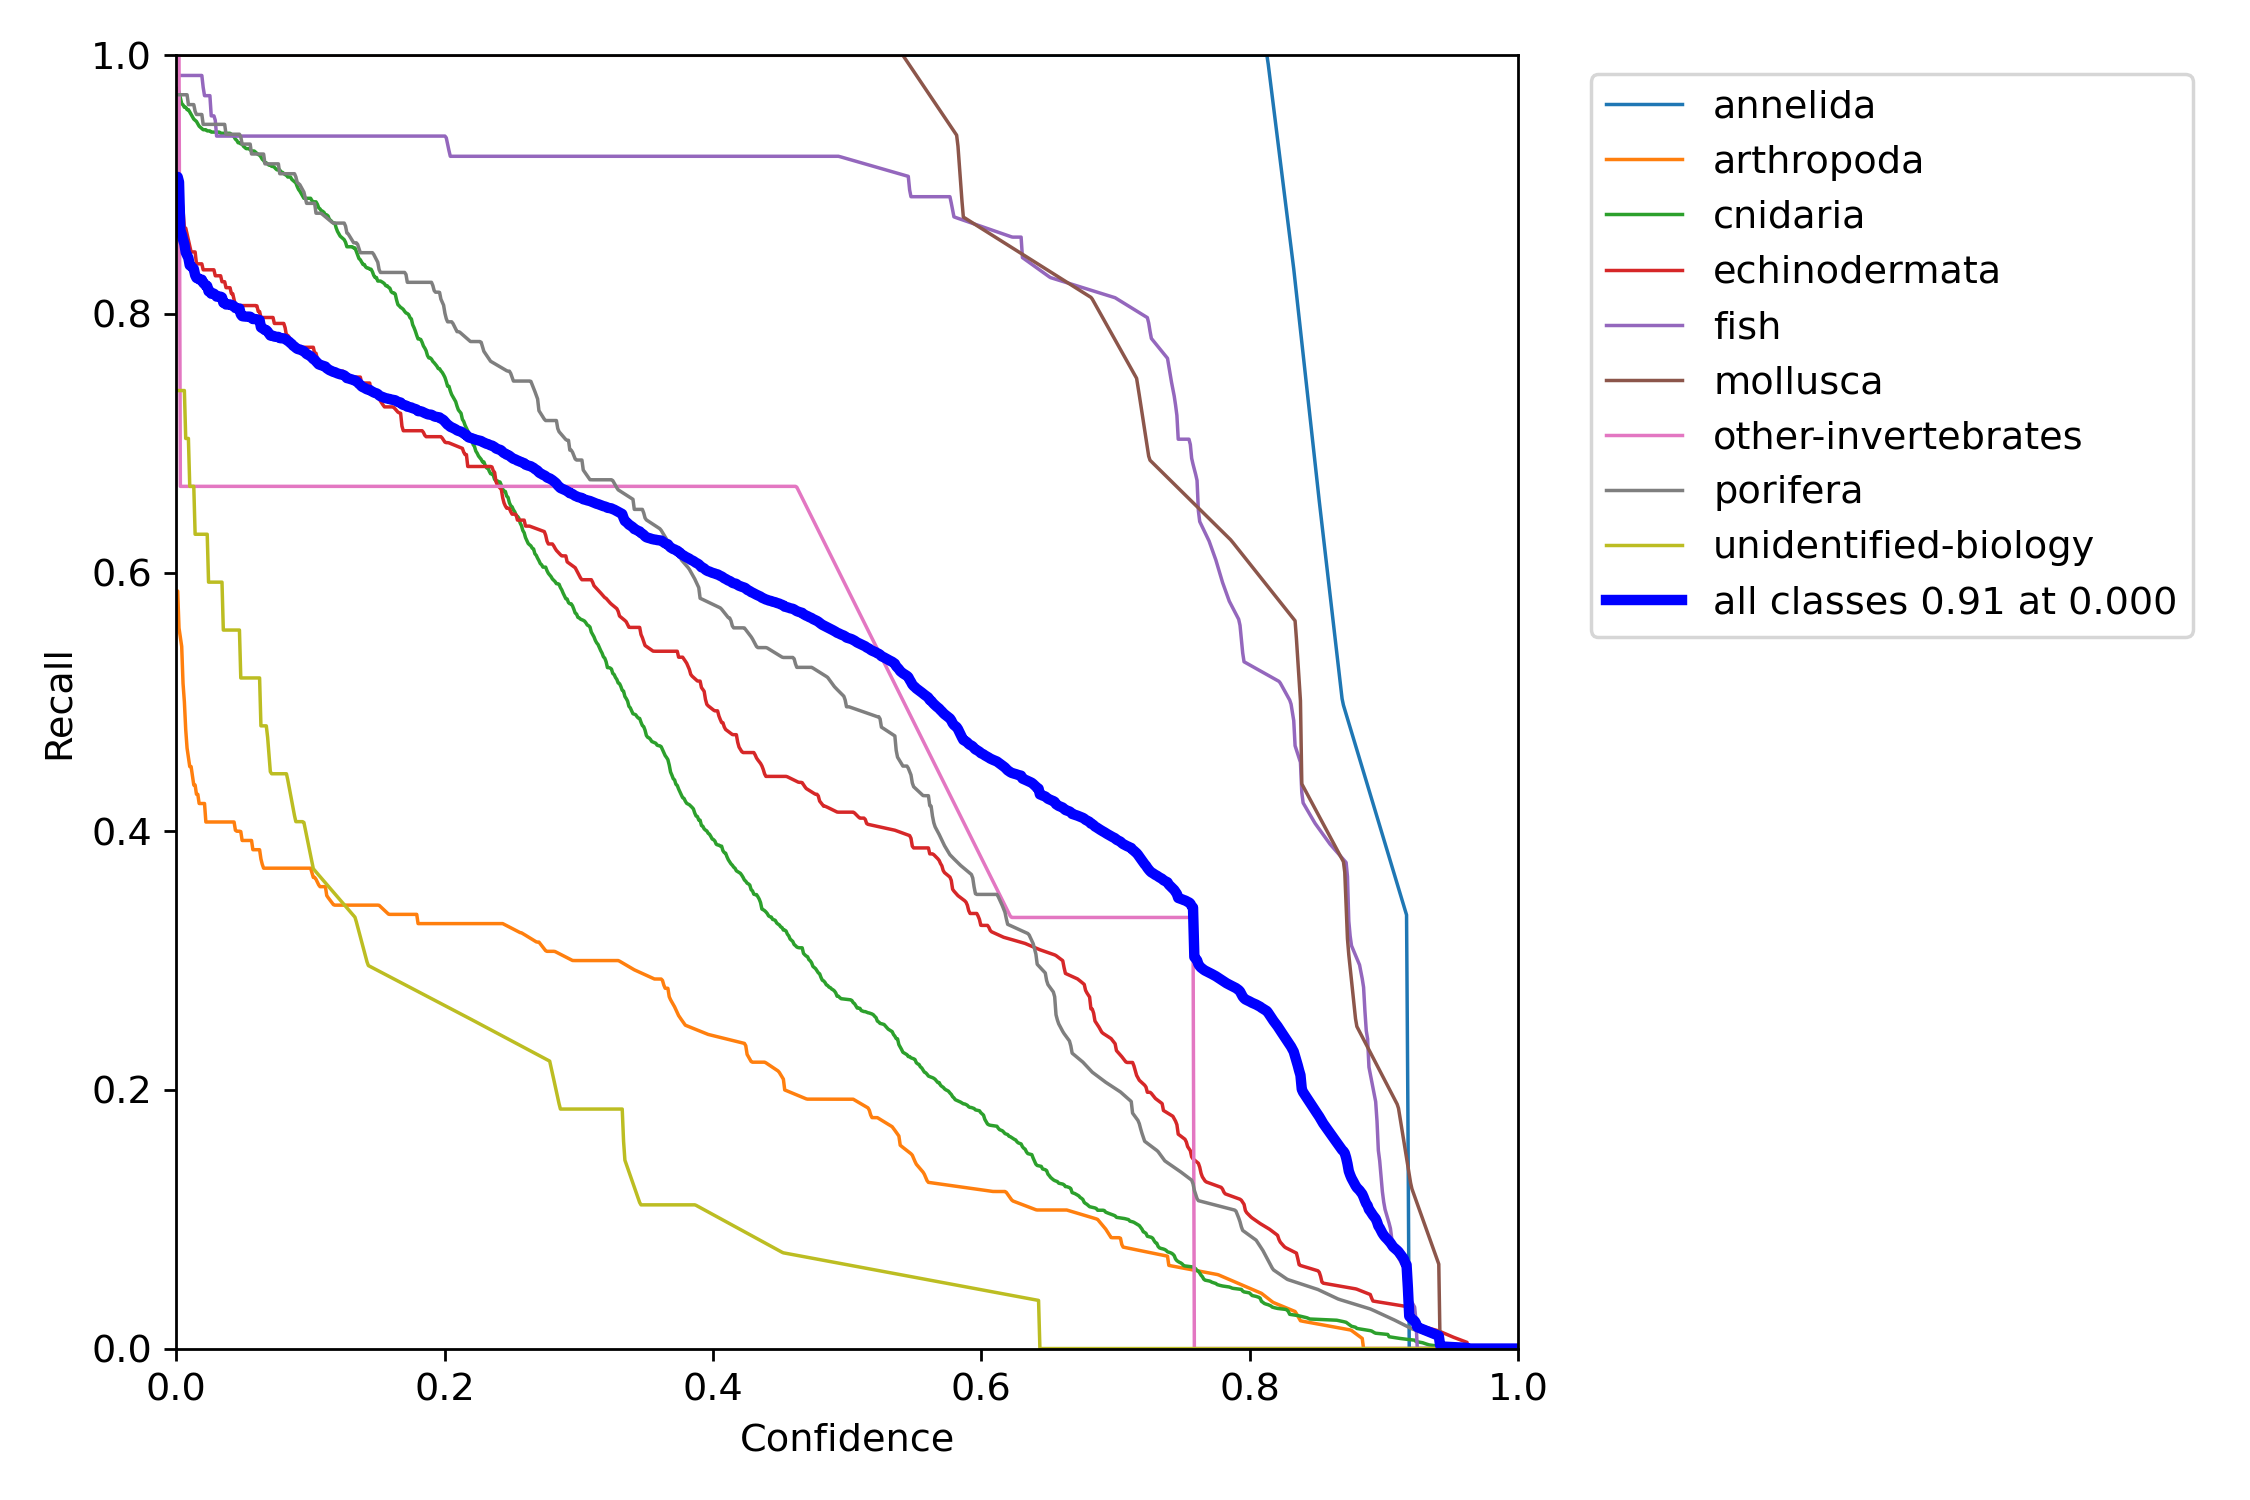 1.0
0.8
0.6
0.4
0.2
0.0
Recall
0.0 0.2 0.4 0.6 0.8 1.0
Confidence
annelida
arthropoda
cnidaria
echinodermata
fish
mollusca
other-invertebrates
porifera
unidentified-biology
all classes 0.91 at 0.000